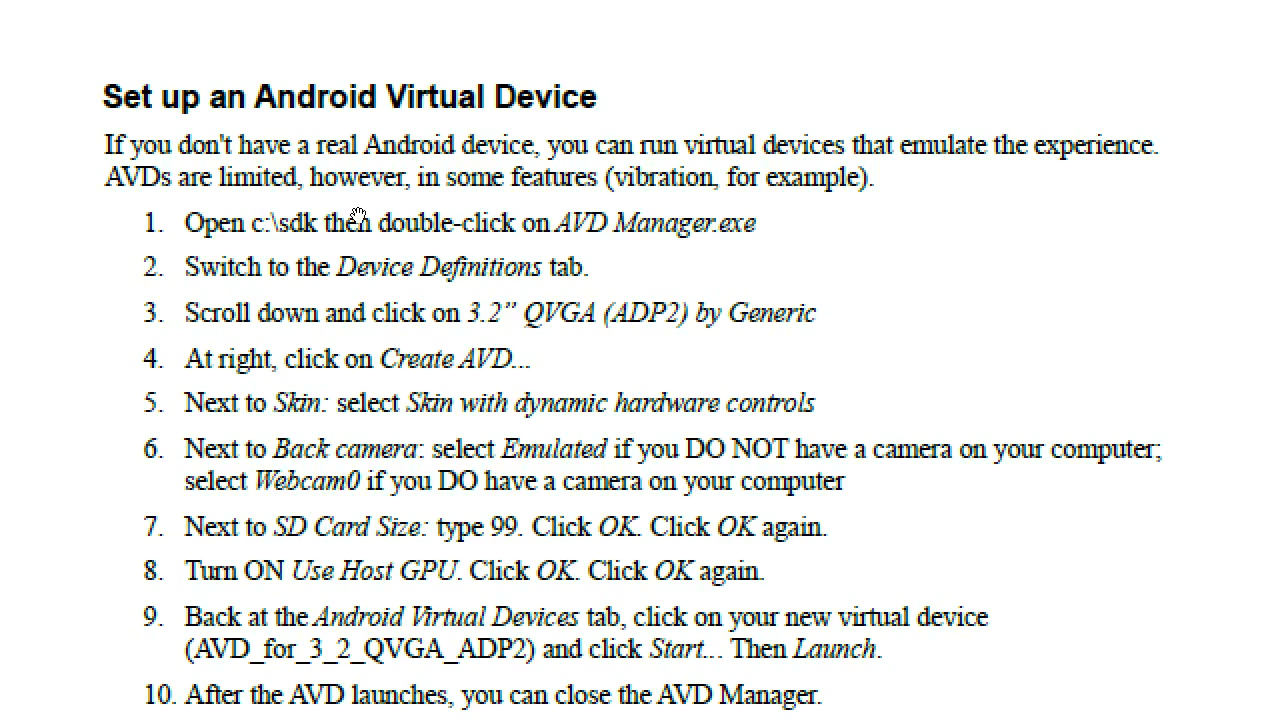 Set up an Android Virtual Device
If you don't have a real Android device, you can run virtual devices that emulate the experience.
AVDs are limited, however, in some features (vibration, for example).
1. Open c:\sdk then double-click on AVD Manager.exe
2. Switch to the Device Definitions tab.
3. Scroll down and click on 3.2” QVGA (ADP2) by Generic
4. At right, click on Create AVD...
5. Next to Skin: select Skin with dynamic hardware controls
6. Next to Back camera: select Emulated if you DO NOT have a camera on your computer;
select Webcam0 if you DO have a camera on your computer
7. Next to SD Card Size: type 99. Click OK. Click OK again.
8. Turn ON Use Host GPU. Click OK. Click OK again.
9. Back at the Android Virtual Devices tab, click on your new virtual device
(AVD_for_3_2_QVGA_ADP2) and click Start... Then Launch.
10. After the AVD launches, you can close the AVD Manager.